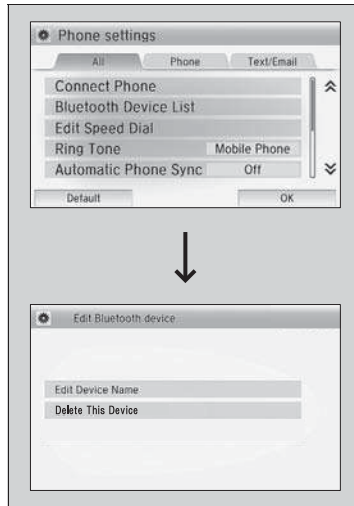 Phone settings
All Phone Text/Email
Connect Phone
Bluetooth Device List
Edit Speed Dial
Ring Tone Mobile Phone
Automatic Phone Sync Off
Default OK
Edit Bluetooth device
Edit Device Name
Delete This Device